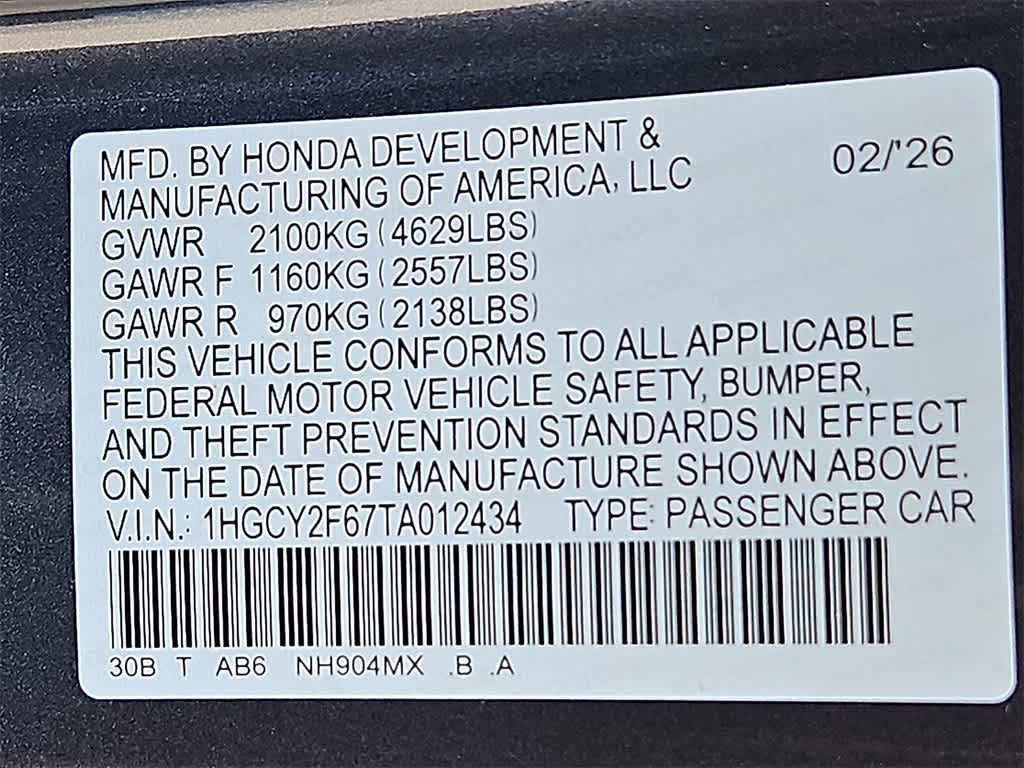 MFD. BY HONDA DEVELOPMENT &
MANUFACTURING OF AMERICA, LLC 02/'26
GVWR 2100KG (4629LBS)
GAWR F 1160KG (2557LBS)
GAWR R 970KG (2138LBS)
THIS VEHICLE CONFORMS TO ALL APPLICABLE
FEDERAL MOTOR VEHICLE SAFETY, BUMPER,
AND THEFT PREVENTION STANDARDS IN EFFECT
ON THE DATE OF MANUFACTURE SHOWN ABOVE.
V.I.N.: 1HGCY2F67TA012434 TYPE: PASSENGER CAR
30B T AB6 NH904MX .B .A